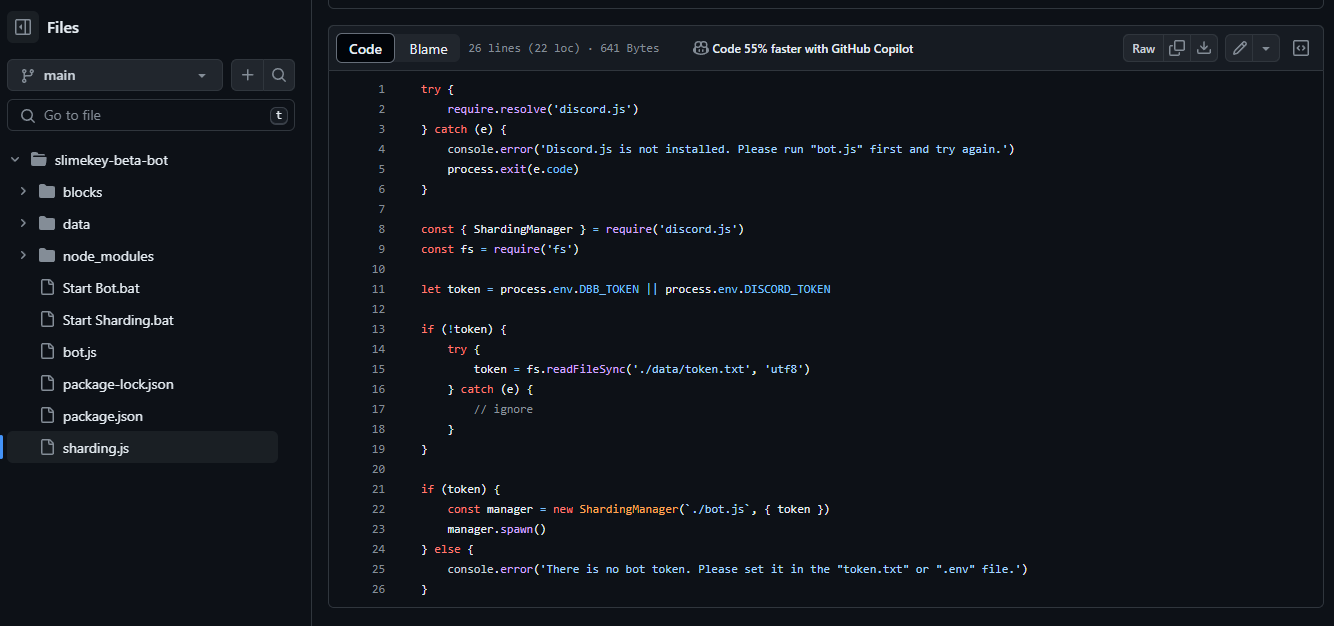 Files
main
Go to file
t
slimekey-beta-bot
blocks
data
node_modules
Start Bot.bat
Start Sharding.bat
bot.js
package-lock.json
package.json
sharding.js
Code Blame 26 lines (22 loc) · 641 Bytes Code 55% faster with GitHub Copilot Raw
1 try {
2     require.resolve('discord.js')
3 } catch (e) {
4     console.error('Discord.js is not installed. Please run "bot.js" first and try again.')
5     process.exit(e.code)
6 }
7
8 const { ShardingManager } = require('discord.js')
9 const fs = require('fs')
10
11 let token = process.env.DBB_TOKEN || process.env.DISCORD_TOKEN
12
13 if (!token) {
14     try {
15         token = fs.readFileSync('./data/token.txt', 'utf8')
16     } catch (e) {
17         // ignore
18     }
19 }
20
21 if (token) {
22     const manager = new ShardingManager(`./bot.js`, { token })
23     manager.spawn()
24 } else {
25     console.error('There is no bot token. Please set it in the "token.txt" or ".env" file.')
26 }